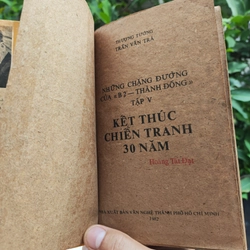 THƯỢNG TƯỚNG
TRẦN VĂN TRÀ
NHỮNG CHẶNG ĐƯỜNG
CỦA «B2—THÀNH ĐỒNG»
TẬP V
KẾT THÚC
CHIẾN TRANH
30 NĂM
NHÀ XUẤT BẢN VĂN NGHỆ THÀNH PHỐ HỒ CHÍ MINH